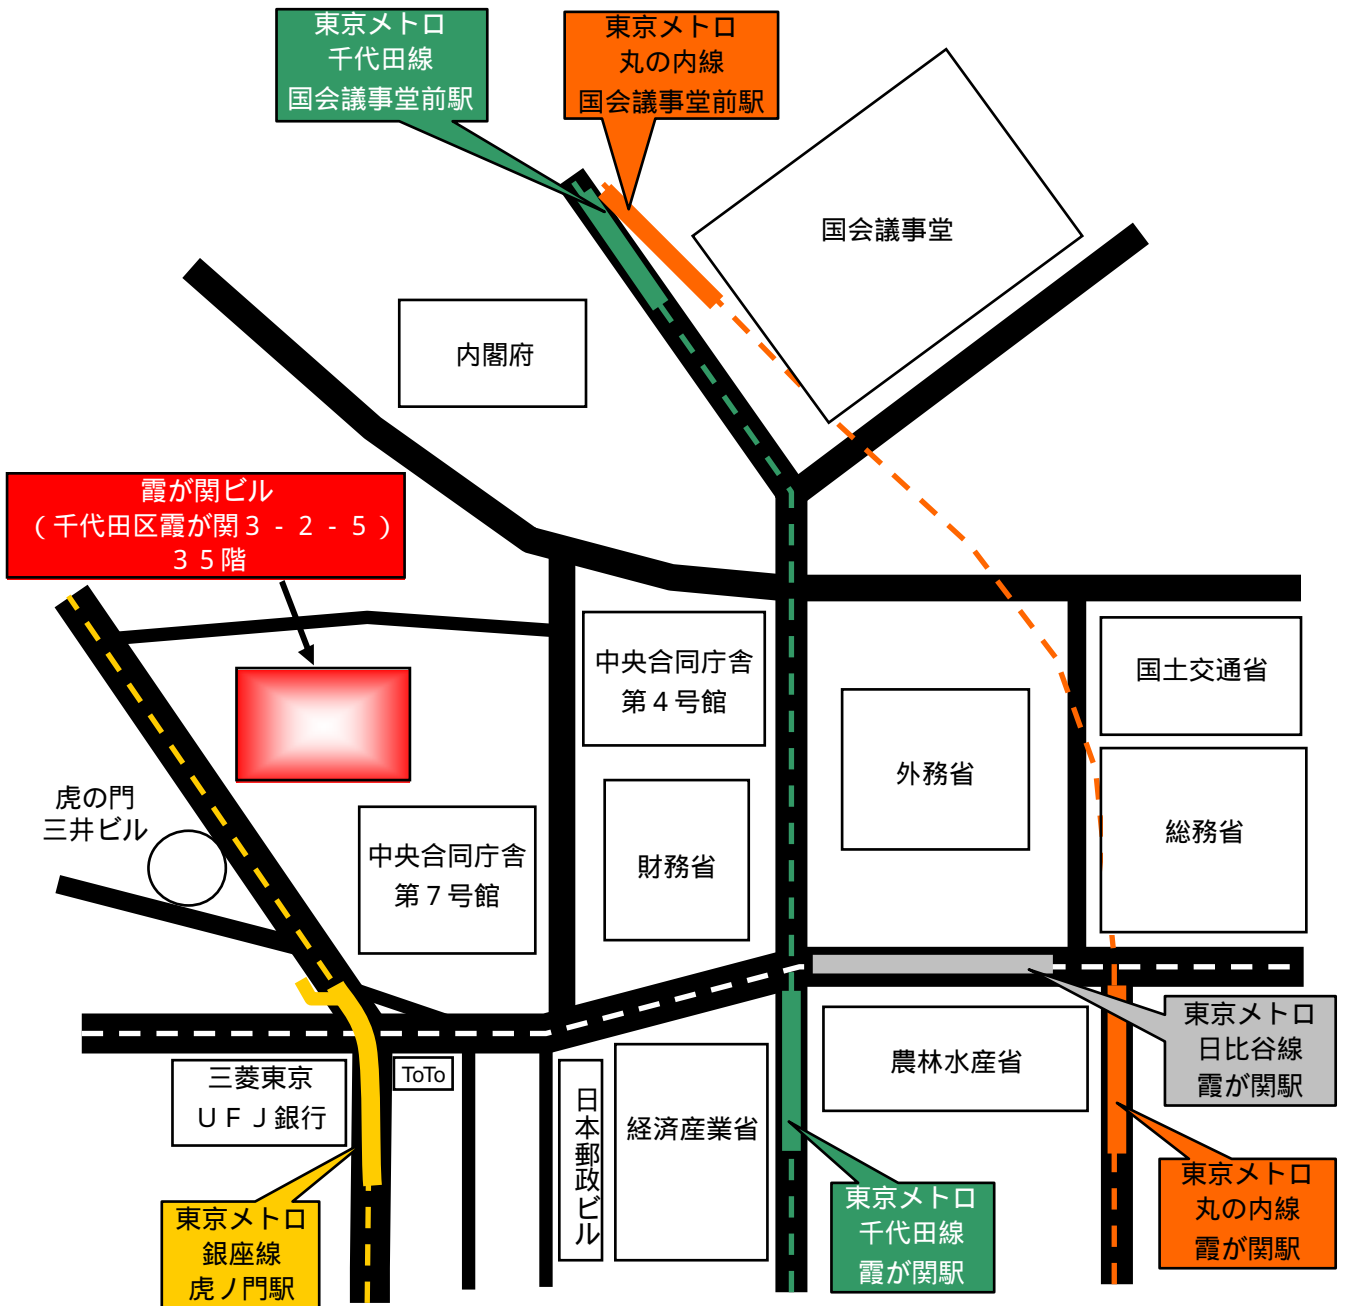 東京メトロ
千代田線
国会議事堂前駅
東京メトロ
丸の内線
国会議事堂前駅
国会議事堂
内閣府
霞が関ビル
（千代田区霞が関３－２－５）
３５階
中央合同庁舎
第４号館
国土交通省
外務省
虎の門
三井ビル
総務省
中央合同庁舎
第７号館
財務省
東京メトロ
日比谷線
霞が関駅
農林水産省
三菱東京
ＵＦＪ銀行
ToTo
日本郵政ビル
経済産業省
東京メトロ
銀座線
虎ノ門駅
東京メトロ
千代田線
霞が関駅
東京メトロ
丸の内線
霞が関駅